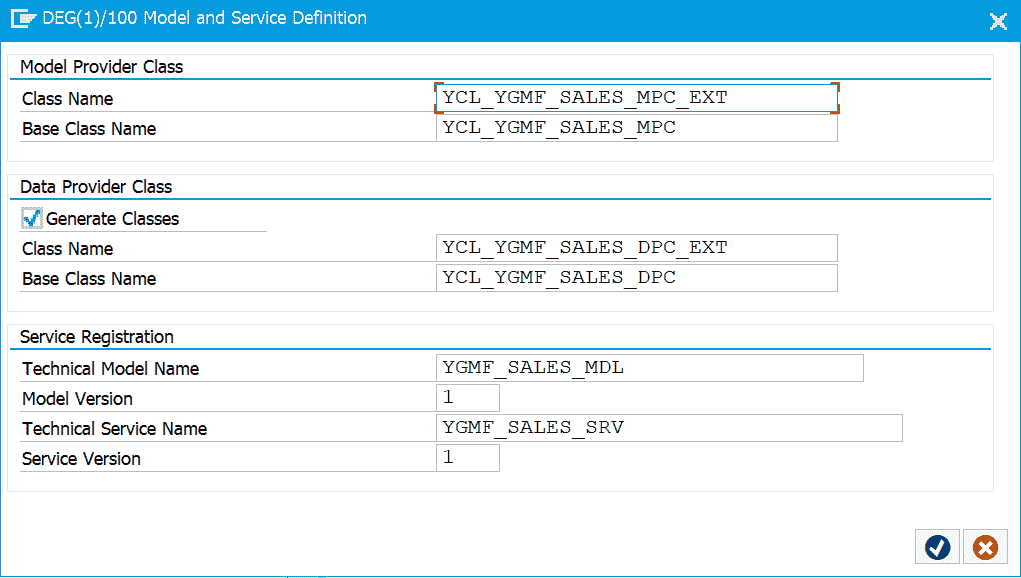 DEG(1)/100 Model and Service Definition
Model Provider Class
Class Name YCL_YGMF_SALES_MPC_EXT
Base Class Name YCL_YGMF_SALES_MPC
Data Provider Class
Generate Classes
Class Name YCL_YGMF_SALES_DPC_EXT
Base Class Name YCL_YGMF_SALES_DPC
Service Registration
Technical Model Name YGMF_SALES_MDL
Model Version 1
Technical Service Name YGMF_SALES_SRV
Service Version 1